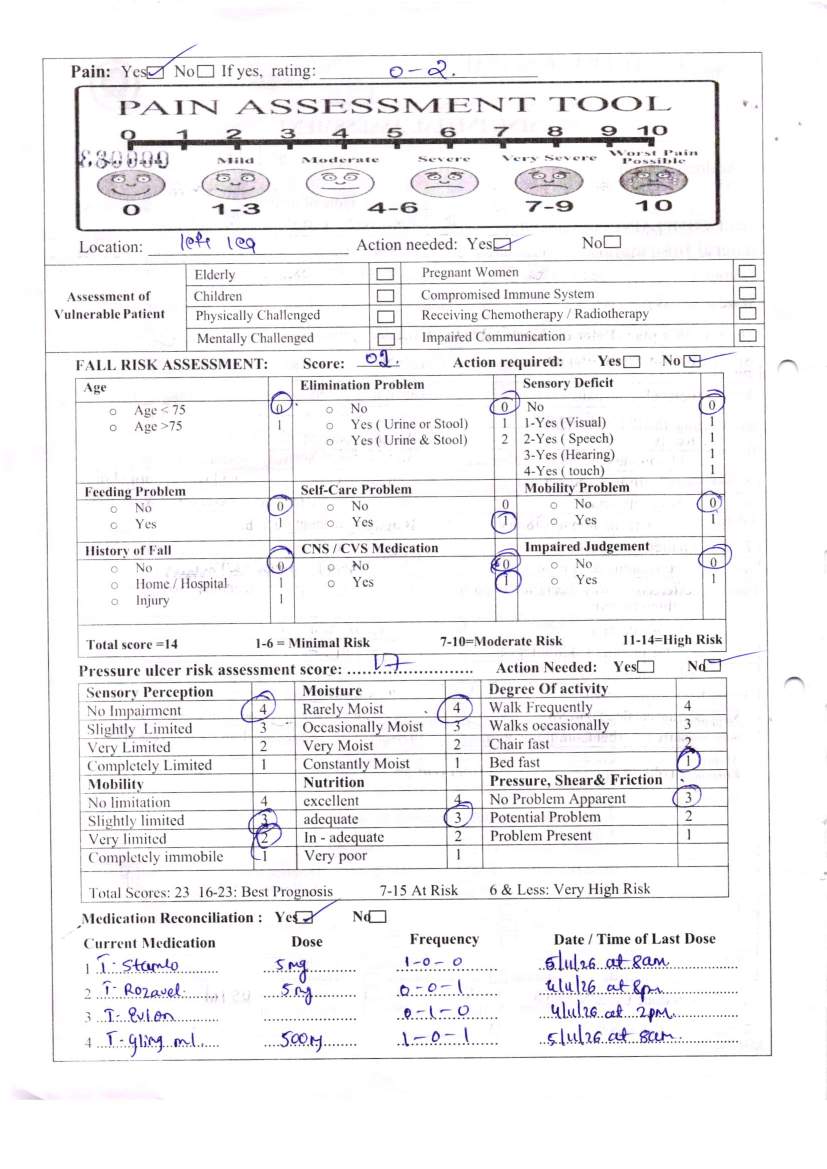 Pain: Yes☑ No☐ If yes, rating: 0-2.
PAIN ASSESSMENT TOOL
0 1 2 3 4 5 6 7 8 9 10
Mild Moderate Severe Very Severe Worst Pain Possible
0 1-3 4-6 7-9 10
Location: left leg Action needed: Yes☑ No☐
Assessment of Vulnerable Patient
Elderly ☐ Pregnant Women ☐
Children ☐ Compromised Immune System ☐
Physically Challenged ☐ Receiving Chemotherapy / Radiotherapy ☐
Mentally Challenged ☐ Impaired Communication ☐
FALL RISK ASSESSMENT: Score: 02. Action required: Yes☐ No☑
Age Elimination Problem Sensory Deficit
o Age < 75 0 o No 0 No 0
o Age >75 1 o Yes ( Urine or Stool) 1 1-Yes (Visual) 1
o Yes ( Urine & Stool) 2 2-Yes ( Speech) 1
3-Yes (Hearing) 1
4-Yes ( touch) 1
Feeding Problem Self-Care Problem Mobility Problem
o No 0 o No 0 o No 0
o Yes 1 o Yes 1 o Yes 1
History of Fall CNS / CVS Medication Impaired Judgement
o No 0 o No 0 o No 0
o Home / Hospital 1 o Yes 1 o Yes 1
o Injury 1
Total score =14 1-6 = Minimal Risk 7-10=Moderate Risk 11-14=High Risk
Pressure ulcer risk assessment score: 17 Action Needed: Yes☐ No☑
Sensory Perception Moisture Degree Of activity
No Impairment 4 Rarely Moist 4 Walk Frequently 4
Slightly Limited 3 Occasionally Moist 3 Walks occasionally 3
Very Limited 2 Very Moist 2 Chair fast 2
Completely Limited 1 Constantly Moist 1 Bed fast 1
Mobility Nutrition Pressure, Shear& Friction
No limitation 4 excellent 4 No Problem Apparent 3
Slightly limited 3 adequate 3 Potential Problem 2
Very limited 2 In - adequate 2 Problem Present 1
Completely immobile 1 Very poor 1
Total Scores: 23 16-23: Best Prognosis 7-15 At Risk 6 & Less: Very High Risk
Medication Reconciliation : Yes☑ No☐
Current Medication Dose Frequency Date / Time of Last Dose
1 T- Stamlo 5mg 1-0-0 5/11/26 at 8am
2 T- Rozavel 5mg 0-0-1 4/11/26 at 8pm
3 T- Evion 0-1-0 4/11/26 at 2pm.
4 T- 500 1-0-1 5/11/26 at 8am.